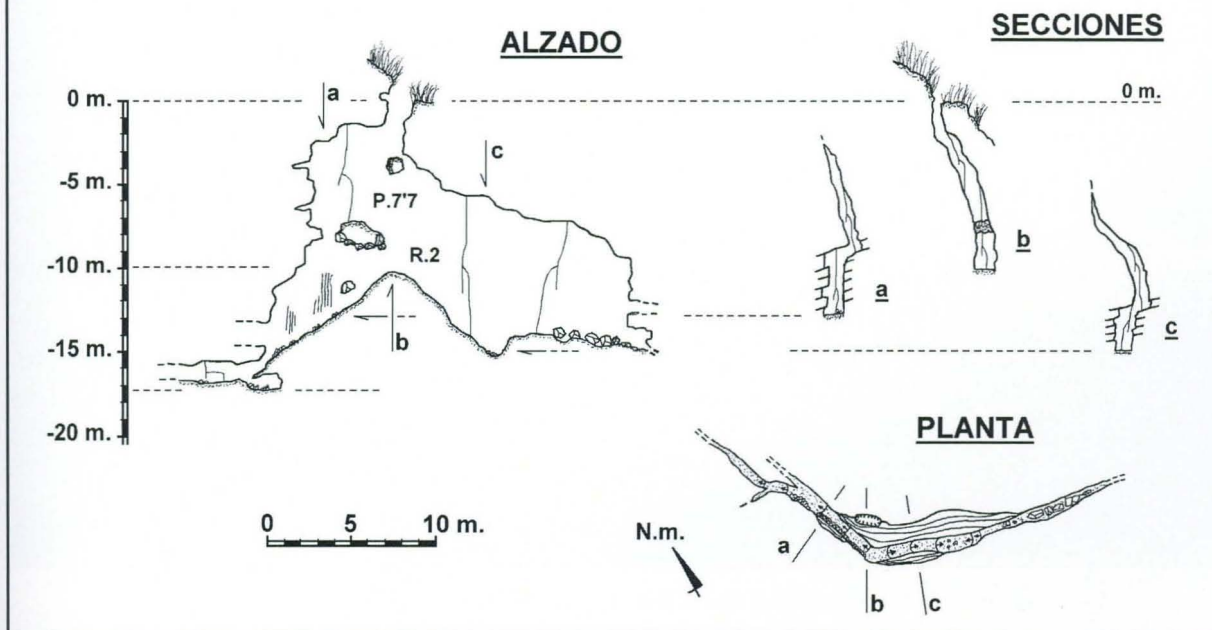 ALZADO
SECCIONES
0 m.
-5 m.
-10 m.
-15 m.
-20 m.
a
c
P.7'7
R.2
b
0 m.
a
b
c
PLANTA
0 5 10 m.
N.m.
a
b c